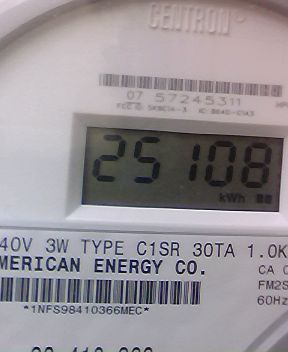 CENTRON®
07 57245311
25108
kWh
40V 3W TYPE C1SR 30TA 1.0K
MERICAN ENERGY CO.
CA 0
FM2S
60Hz
*1NFS98410366MEC*